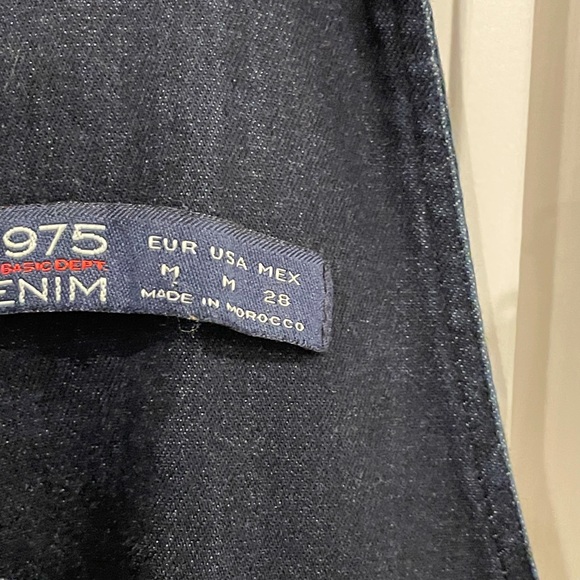 975
BASIC DEPT.
ENIM
EUR USA MEX
M M 28
MADE IN MOROCCO